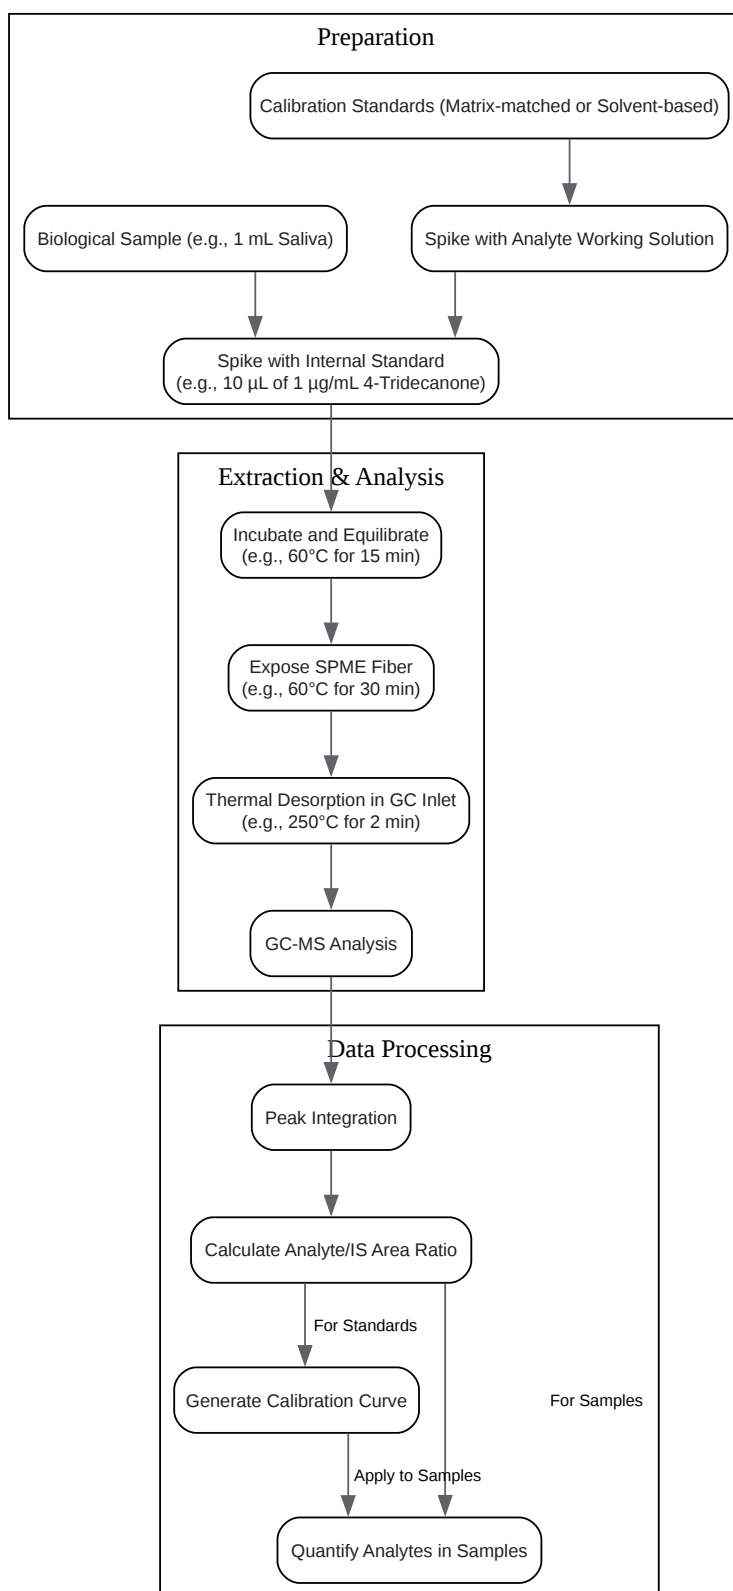 Preparation
Calibration Standards (Matrix-matched or Solvent-based)
Biological Sample (e.g., 1 mL Saliva)
Spike with Analyte Working Solution
Spike with Internal Standard
(e.g., 10 µL of 1 µg/mL 4-Tridecanone)
Extraction & Analysis
Incubate and Equilibrate
(e.g., 60°C for 15 min)
Expose SPME Fiber
(e.g., 60°C for 30 min)
Thermal Desorption in GC Inlet
(e.g., 250°C for 2 min)
GC-MS Analysis
Data Processing
Peak Integration
Calculate Analyte/IS Area Ratio
For Standards
Generate Calibration Curve
For Samples
Apply to Samples
Quantify Analytes in Samples